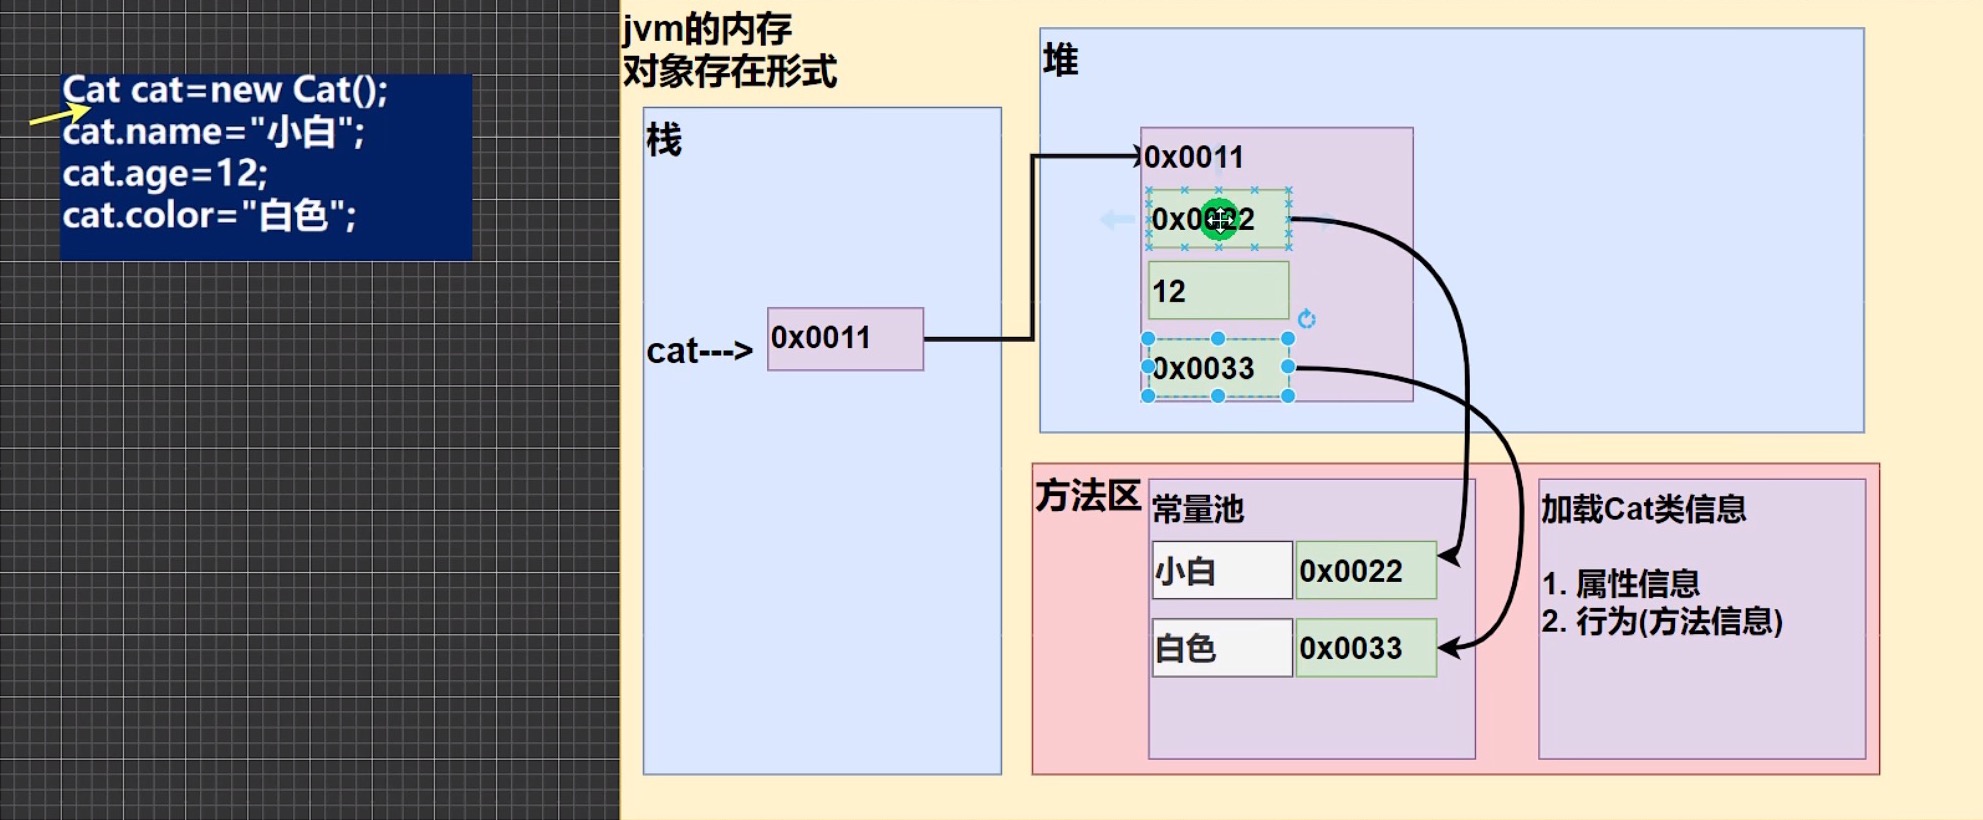 Cat cat=new Cat();
cat.name="小白";
cat.age=12;
cat.color="白色";
jvm的内存
对象存在形式
栈
cat--->
0x0011
堆
0x0011
0x0022
12
0x0033
方法区
常量池
小白 0x0022
白色 0x0033
加载Cat类信息
1. 属性信息
2. 行为(方法信息)